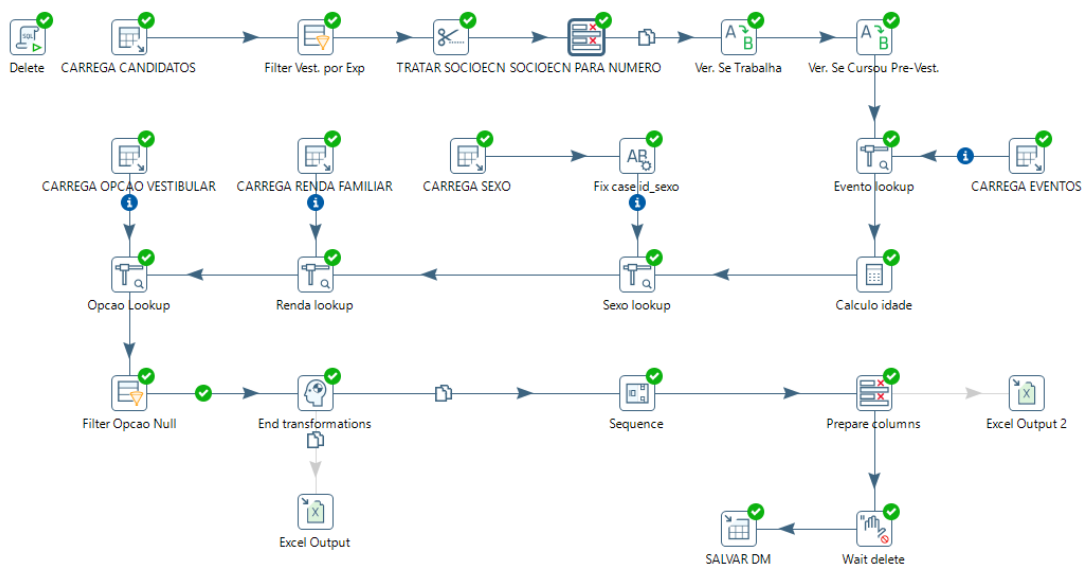 SQL
A
B
A
B
Delete
CARREGA CANDIDATOS
Filter Vest. por Exp
TRATAR SOCIOECN
SOCIOECN PARA NUMERO
Ver. Se Trabalha
Ver. Se Cursou Pre-Vest.
AB
CARREGA OPCAO VESTIBULAR
CARREGA RENDA FAMILIAR
CARREGA SEXO
Fix case id_sexo
Evento lookup
CARREGA EVENTOS
Opcao Lookup
Renda lookup
Sexo lookup
Calculo idade
ID
X
Filter Opcao Null
End transformations
Sequence
Prepare columns
Excel Output 2
X
Excel Output
SALVAR DM
Wait delete